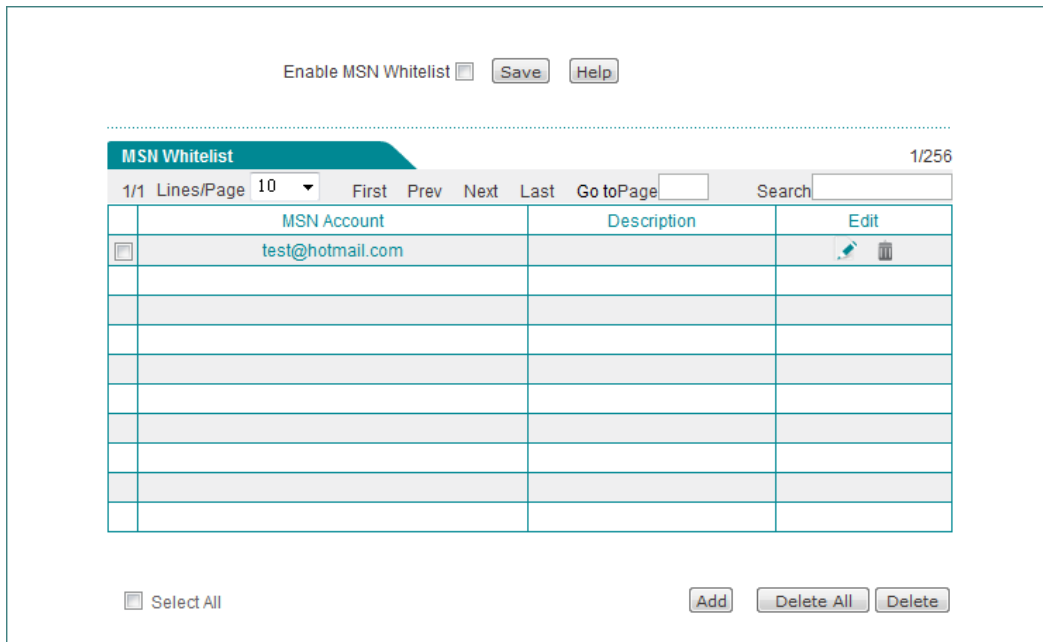 Enable MSN Whitelist Save Help
MSN Whitelist 1/256
1/1 Lines/Page 10 First Prev Next Last Go toPage Search
MSN Account Description Edit
test@hotmail.com
Select All Add Delete All Delete